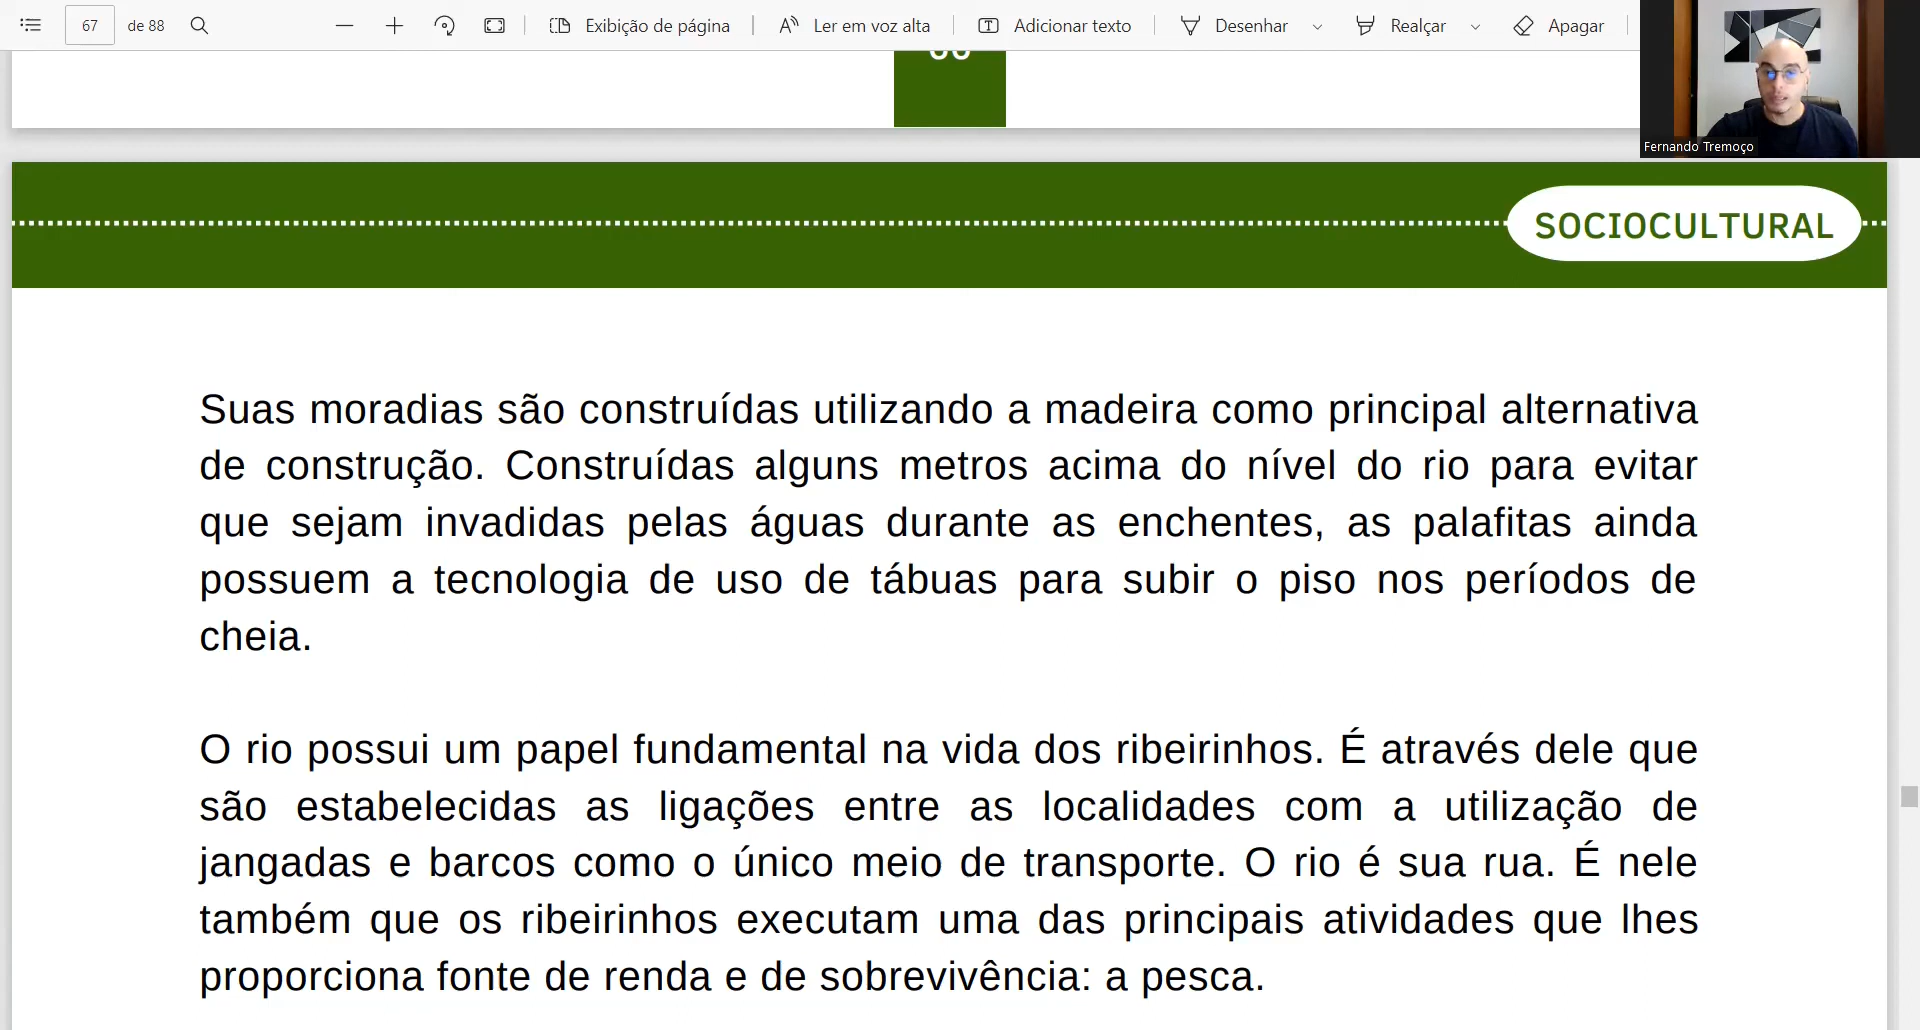 67
de 88
Exibição de página
Ler em voz alta
Adicionar texto
Desenhar
Realçar
Apagar
Fernando Tremoço
SOCIOCULTURAL
Suas moradias são construídas utilizando a madeira como principal alternativa
de construção. Construídas alguns metros acima do nível do rio para evitar
que sejam invadidas pelas águas durante as enchentes, as palafitas ainda
possuem a tecnologia de uso de tábuas para subir o piso nos períodos de
cheia.
O rio possui um papel fundamental na vida dos ribeirinhos. É através dele que
são estabelecidas as ligações entre as localidades com a utilização de
jangadas e barcos como o único meio de transporte. O rio é sua rua. É nele
também que os ribeirinhos executam uma das principais atividades que lhes
proporciona fonte de renda e de sobrevivência: a pesca.